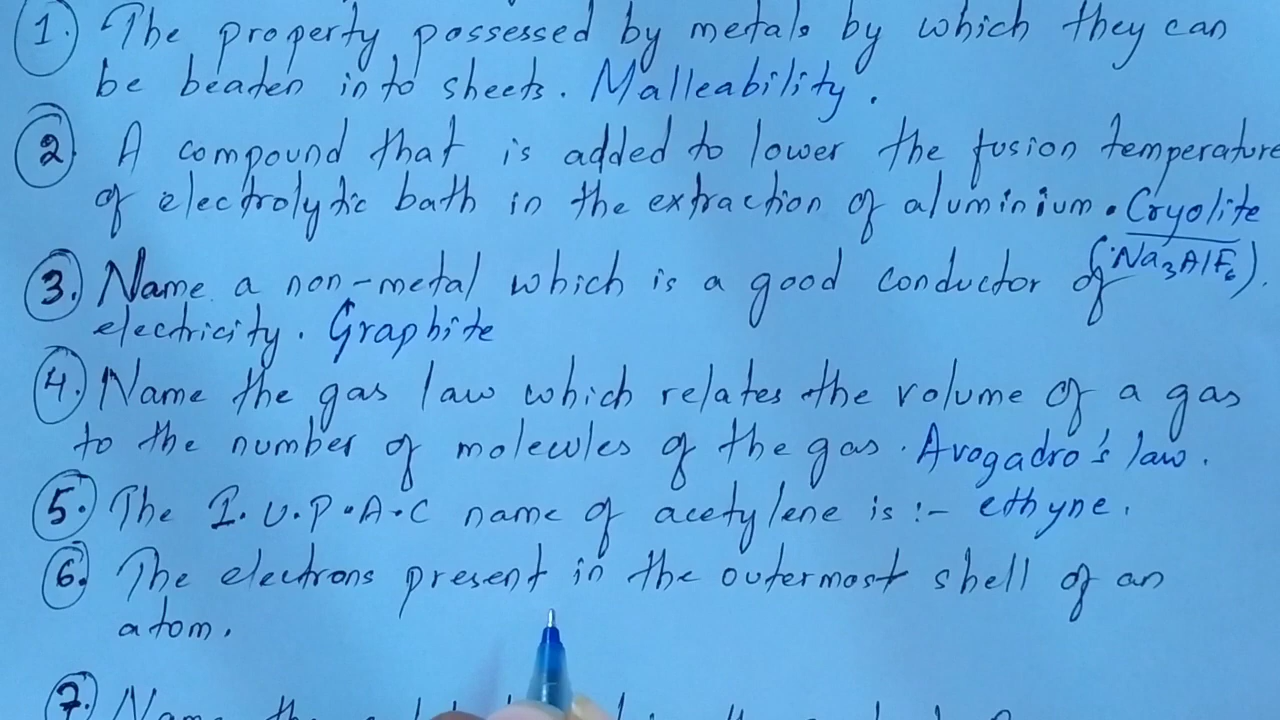 1. The property possessed by metals by which they can
be beaten into sheets. Malleability.
2 A compound that is added to lower the fusion temperature
of electrolytic bath in the extraction of aluminium. Cryolite
(Na3AlF6).
3. Name a non-metal which is a good conductor of
electricity. Graphite
4. Name the gas law which relates the volume of a gas
to the number of molecules of the gas. Avogadro's law.
5. The I.U.P.A.C name of acetylene is :- ethyne.
6. The electrons present in the outermost shell of an
atom.
7. Name the